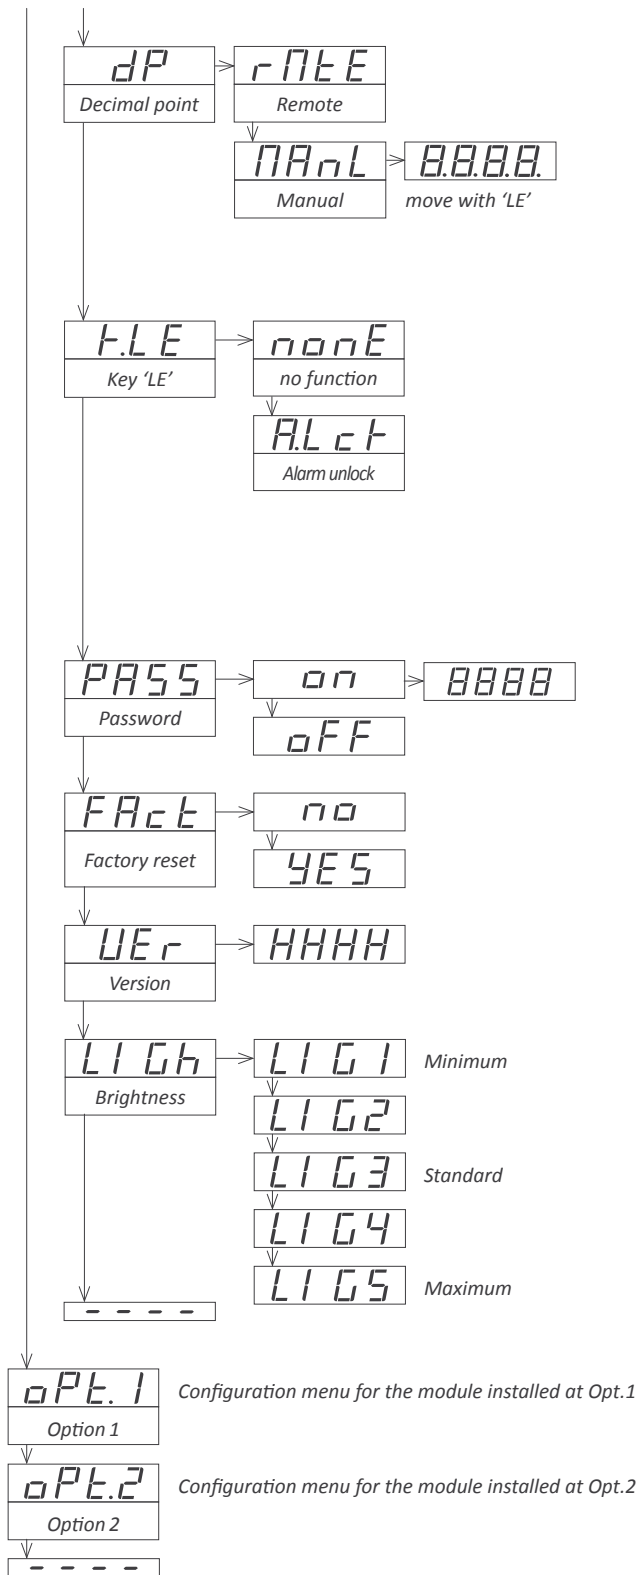 dP rMtE
Decimal point Remote
MAnL 8.8.8.8.
Manual move with ‘LE’
k.LE nonE
Key ‘LE’ no function
A.Lck
Alarm unlock
PASS on 8888
Password
oFF
FAct no
Factory reset
YES
VEr HHHH
Version
LIGh LIG1 Minimum
Brightness
LIG2
LIG3 Standard
LIG4
LIG5 Maximum
- - - -
oPt.1 Configuration menu for the module installed at Opt.1
Option 1
oPt.2 Configuration menu for the module installed at Opt.2
Option 2
- - - -